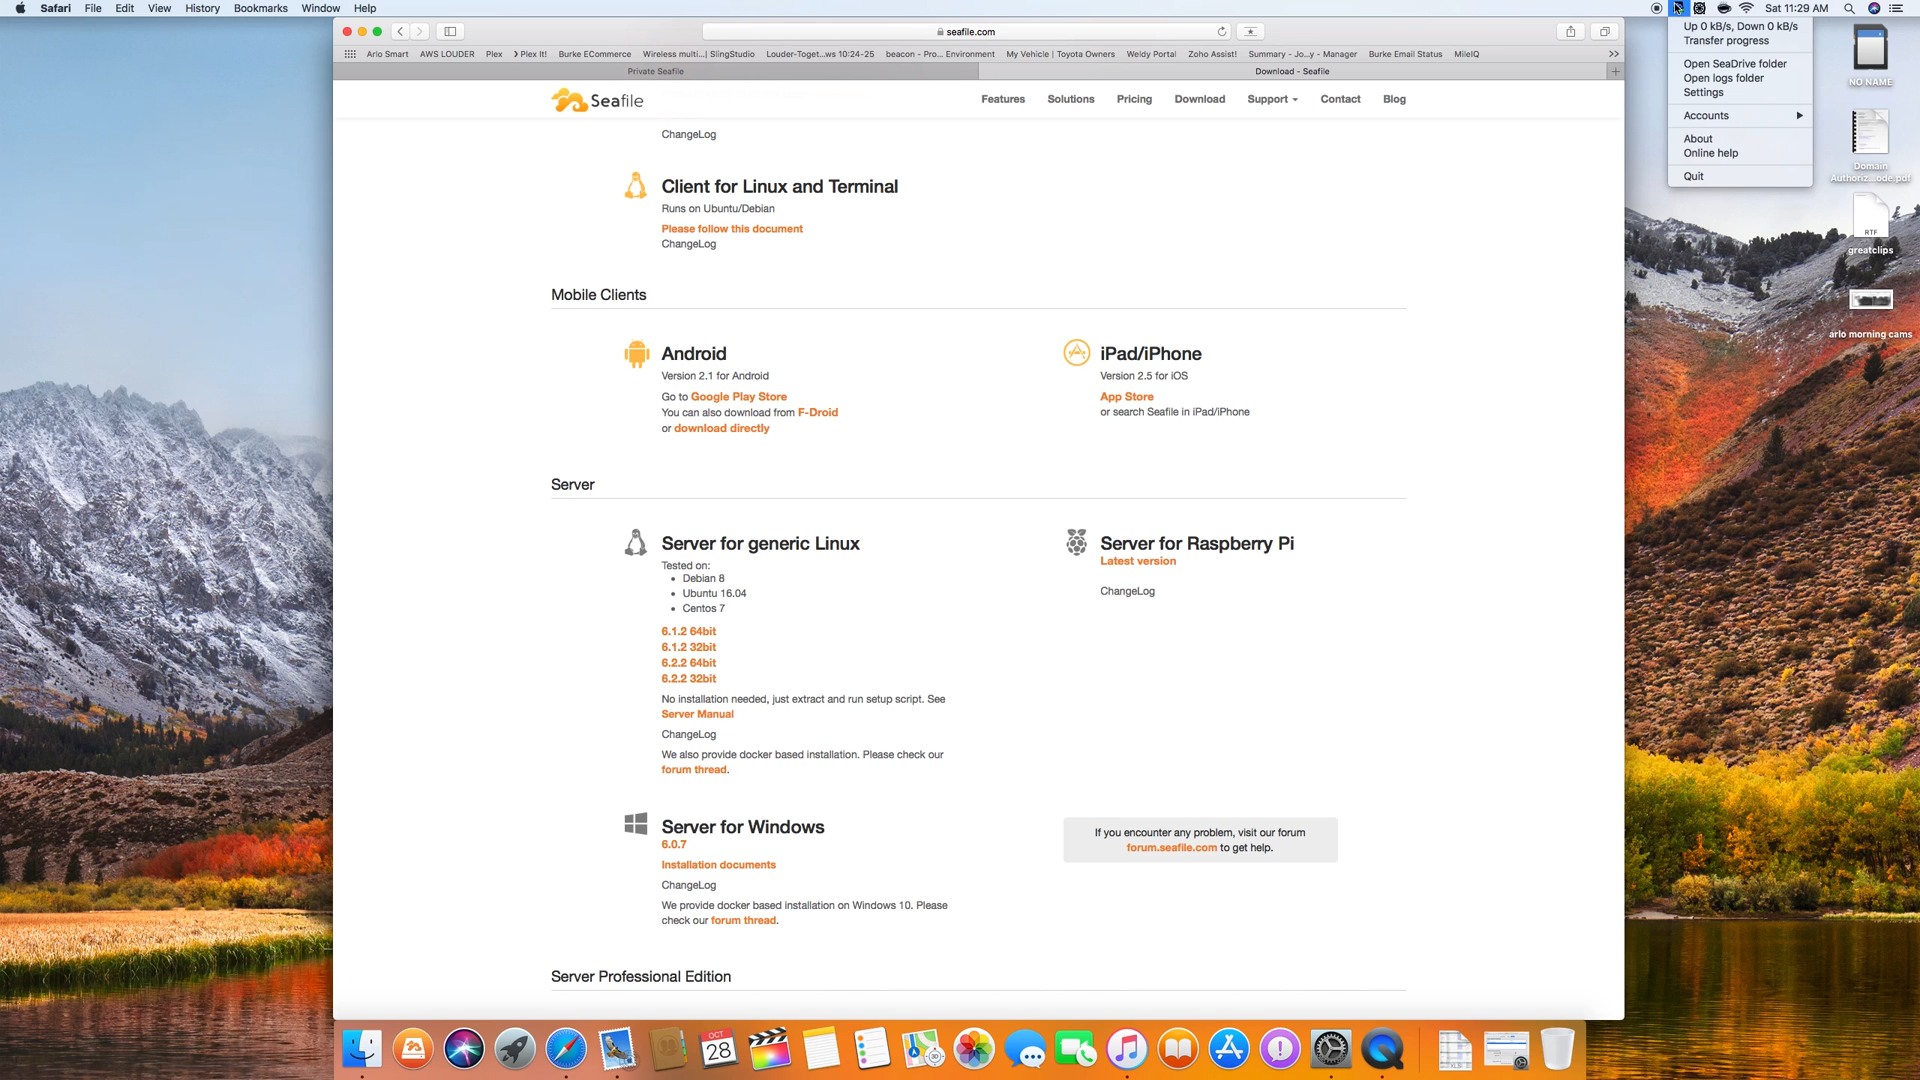 Safari File Edit View History Bookmarks Window Help
Sat 11:29 AM
seafile.com
Arlo Smart AWS LOUDER Plex Plex It! Burke ECommerce Wireless multi...| SlingStudio Louder-Toget...ws 10:24-25 beacon - Pro... Environment My Vehicle | Toyota Owners Weldy Portal Zoho Assist! Summary - Jo...y - Manager Burke Email Status MileIQ >>
Private Seafile
Download - Seafile
Up 0 kB/s, Down 0 kB/s
Transfer progress
Open SeaDrive folder
Open logs folder
Settings
Accounts
About
Online help
Quit
NO NAME
Domain
Authoriz...ode.pdf
RTF
greatclips
arlo morning cams
Seafile
Features Solutions Pricing Download Support Contact Blog
ChangeLog
Client for Linux and Terminal
Runs on Ubuntu/Debian
Please follow this document
ChangeLog
Mobile Clients
Android
Version 2.1 for Android
Go to Google Play Store
You can also download from F-Droid
or download directly
iPad/iPhone
Version 2.5 for iOS
App Store
or search Seafile in iPad/iPhone
Server
Server for generic Linux
Tested on:
• Debian 8
• Ubuntu 16.04
• Centos 7
6.1.2 64bit
6.1.2 32bit
6.2.2 64bit
6.2.2 32bit
No installation needed, just extract and run setup script. See
Server Manual
ChangeLog
We also provide docker based installation. Please check our
forum thread.
Server for Raspberry Pi
Latest version
ChangeLog
Server for Windows
6.0.7
Installation documents
ChangeLog
We provide docker based installation on Windows 10. Please
check our forum thread.
If you encounter any problem, visit our forum
forum.seafile.com to get help.
Server Professional Edition
OCT
28